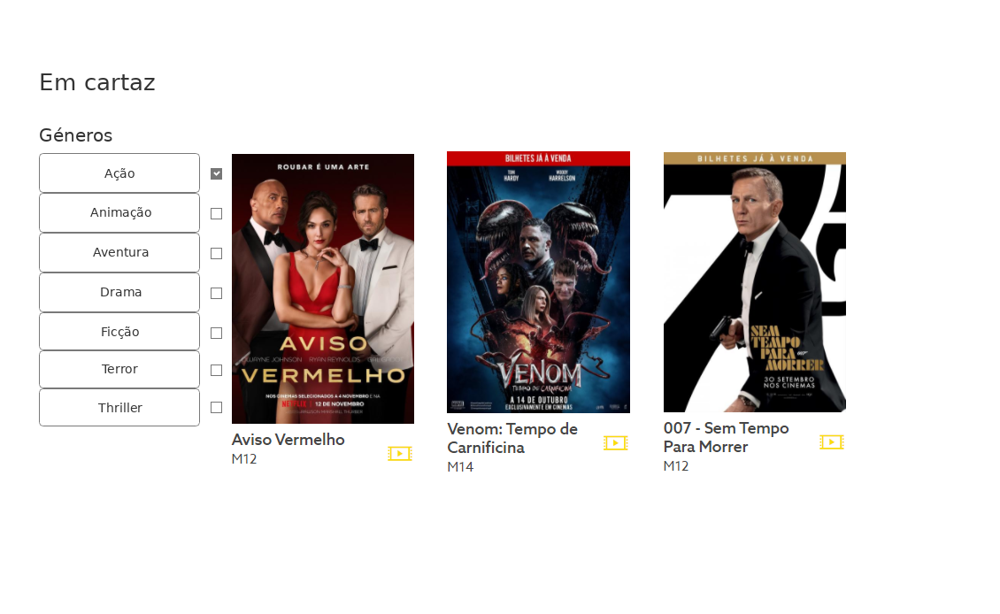 Em cartaz
Géneros
Ação
Animação
Aventura
Drama
Ficção
Terror
Thriller
ROUBAR É UMA ARTE
AVISO
WAYNE JOHNSON RYAN REYNOLDS
VERMELHO
NOS CINEMAS SELECIONADOS A 4 NOVEMBRO E NA
NETFLIX 12 DE NOVEMBRO
Aviso Vermelho
M12
BILHETES JÁ À VENDA
TOM
HARDY
WOODY
HARRELSON
VENOM
TEMPO DE CARNIFICINA
A 14 DE OUTUBRO
EXCLUSIVAMENTE EM CINEMAS
Venom: Tempo de
Carnificina
M14
BILHETES JÁ À VENDA
SEM
TEMPO
PARA 007
MORRER
30 SETEMBRO
NOS CINEMAS
007 - Sem Tempo
Para Morrer
M12